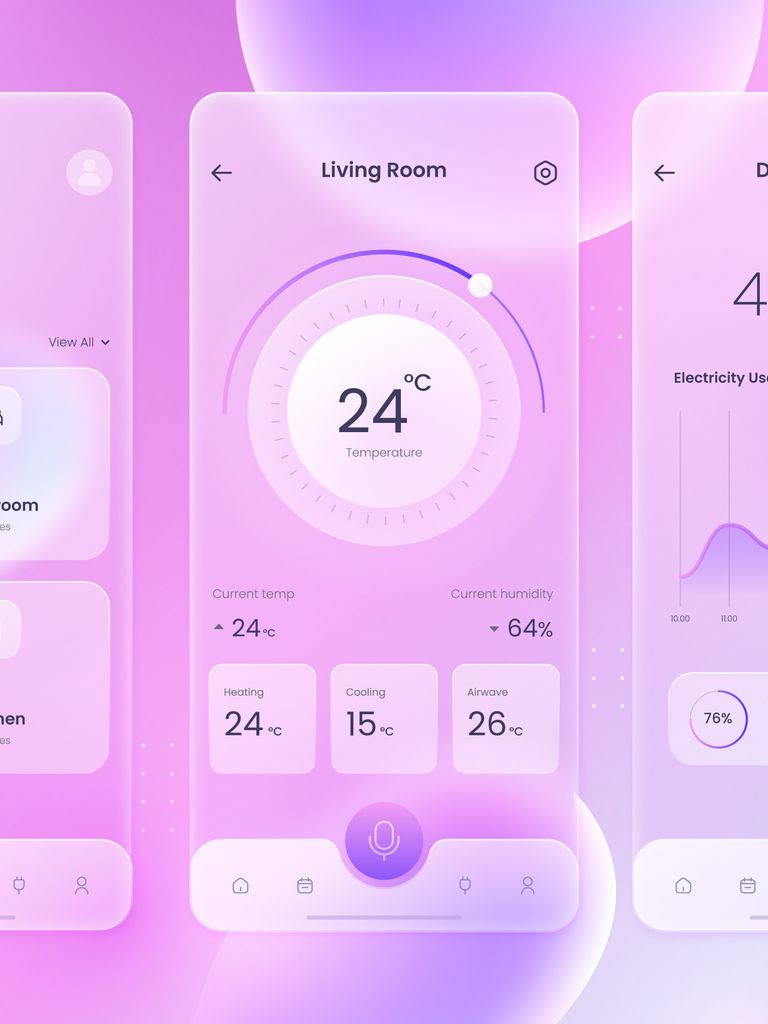 View All
room
es
hen
es
Living Room
24
°C
Temperature
Current temp
24 °C
Current humidity
64%
Heating
24 °C
Cooling
15 °C
Airwave
26 °C
D
4
Electricity Us
10.00 11.00
76%